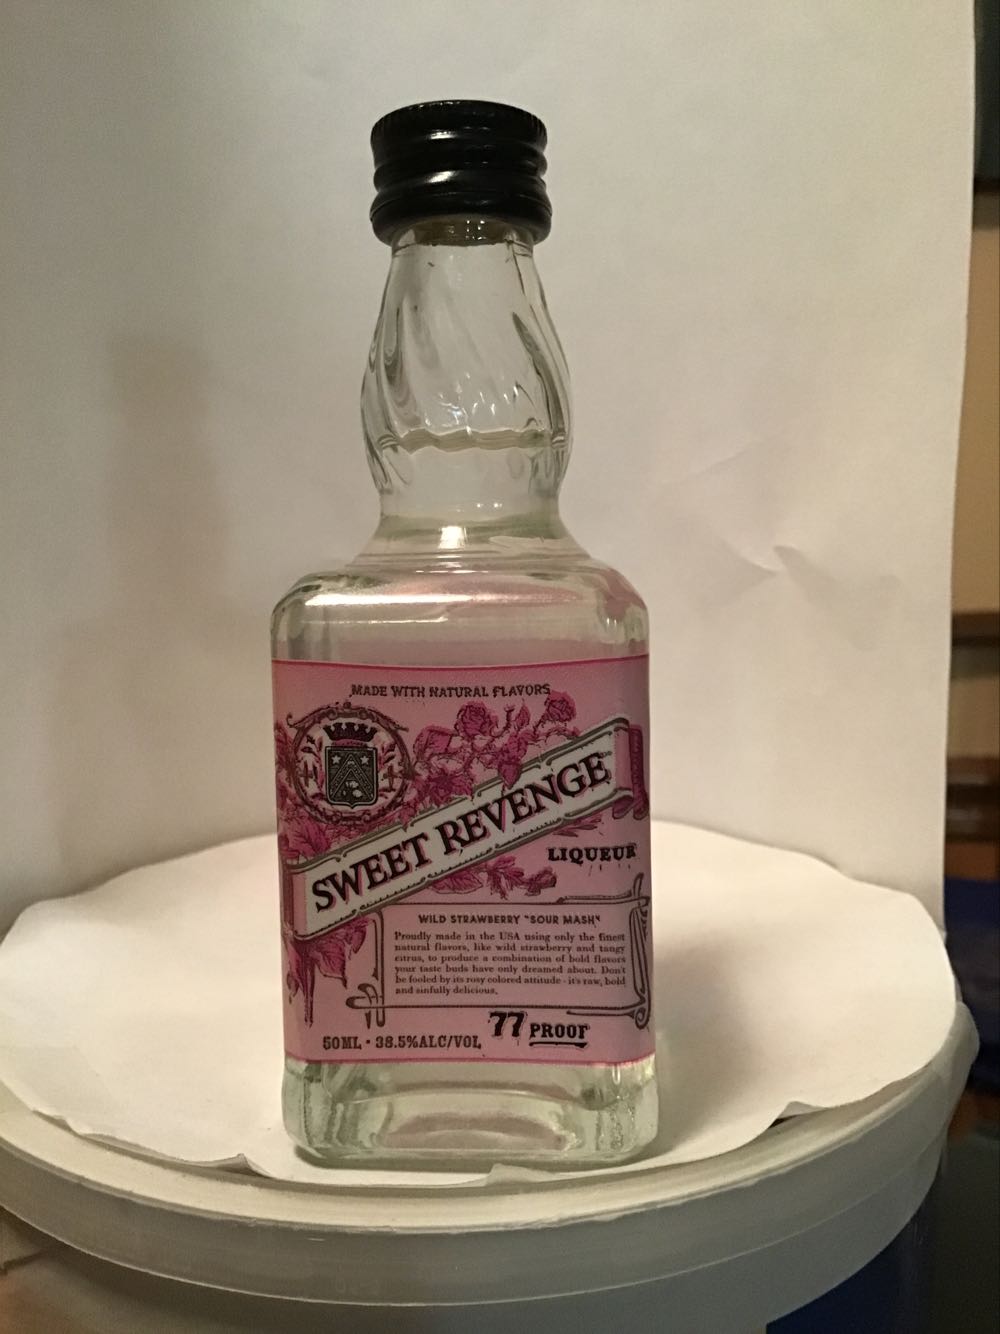 MADE WITH NATURAL FLAVORS
SWEET REVENGE
LIQUEUR
WILD STRAWBERRY "SOUR MASH"
Proudly made in the USA using only the finest
natural flavors, like wild strawberry and tangy
citrus, to produce a combination of bold flavors
your taste buds have only dreamed about. Don't
be fooled by its rosy colored attitude - it's raw, bold
and sinfully delicious.
77 PROOF
50ML · 38.5%ALC/VOL